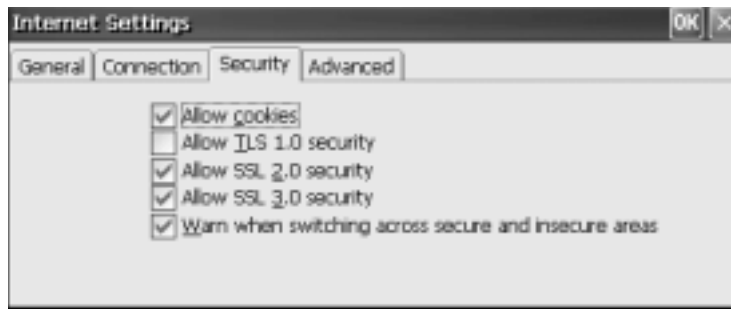 Internet Settings OK ×
General Connection Security Advanced
Allow cookies
Allow TLS 1.0 security
Allow SSL 2.0 security
Allow SSL 3.0 security
Warn when switching across secure and insecure areas